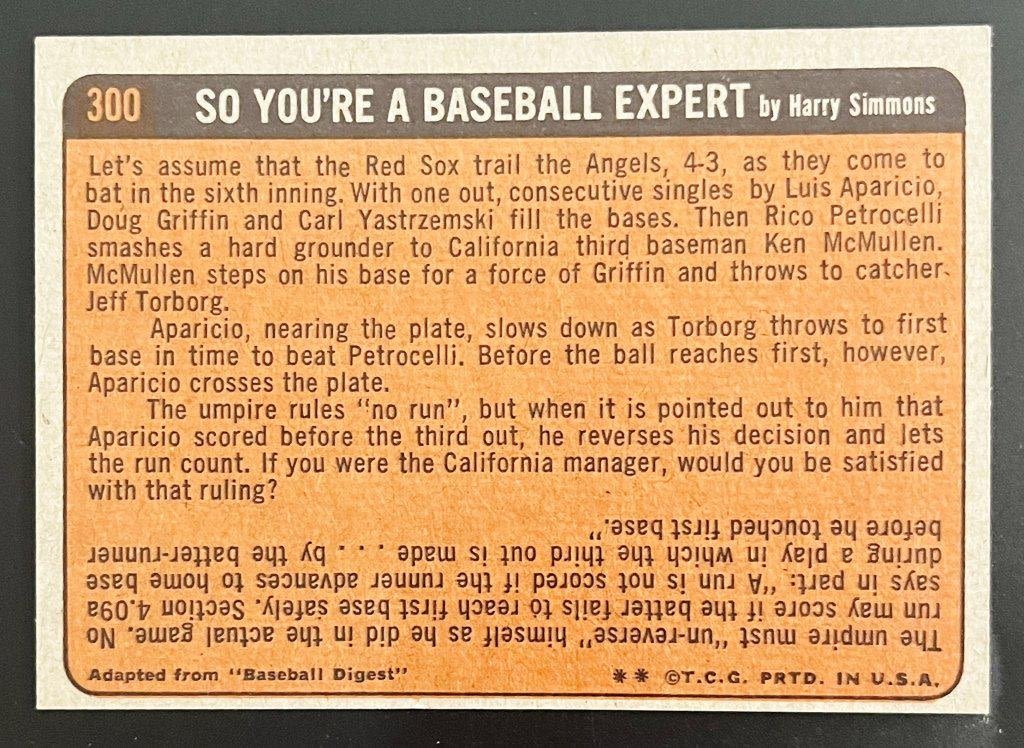 300 SO YOU'RE A BASEBALL EXPERT by Harry Simmons
Let's assume that the Red Sox trail the Angels, 4-3, as they come to
bat in the sixth inning. With one out, consecutive singles by Luis Aparicio,
Doug Griffin and Carl Yastrzemski fill the bases. Then Rico Petrocelli
smashes a hard grounder to California third baseman Ken McMullen.
McMullen steps on his base for a force of Griffin and throws to catcher
Jeff Torborg.
Aparicio, nearing the plate, slows down as Torborg throws to first
base in time to beat Petrocelli. Before the ball reaches first, however,
Aparicio crosses the plate.
The umpire rules "no run", but when it is pointed out to him that
Aparicio scored before the third out, he reverses his decision and lets
the run count. If you were the California manager, would you be satisfied
with that ruling?
The umpire must "un-reverse" himself as he did in the actual game. No
run may score if the batter fails to reach first base safely. Section 4.09a
says in part: "A run is not scored if the runner advances to home base
during a play in which the third out is made . . . by the batter-runner
before he touched first base."
Adapted from "Baseball Digest" ** ©T.C.G. PRTD. IN U.S.A.